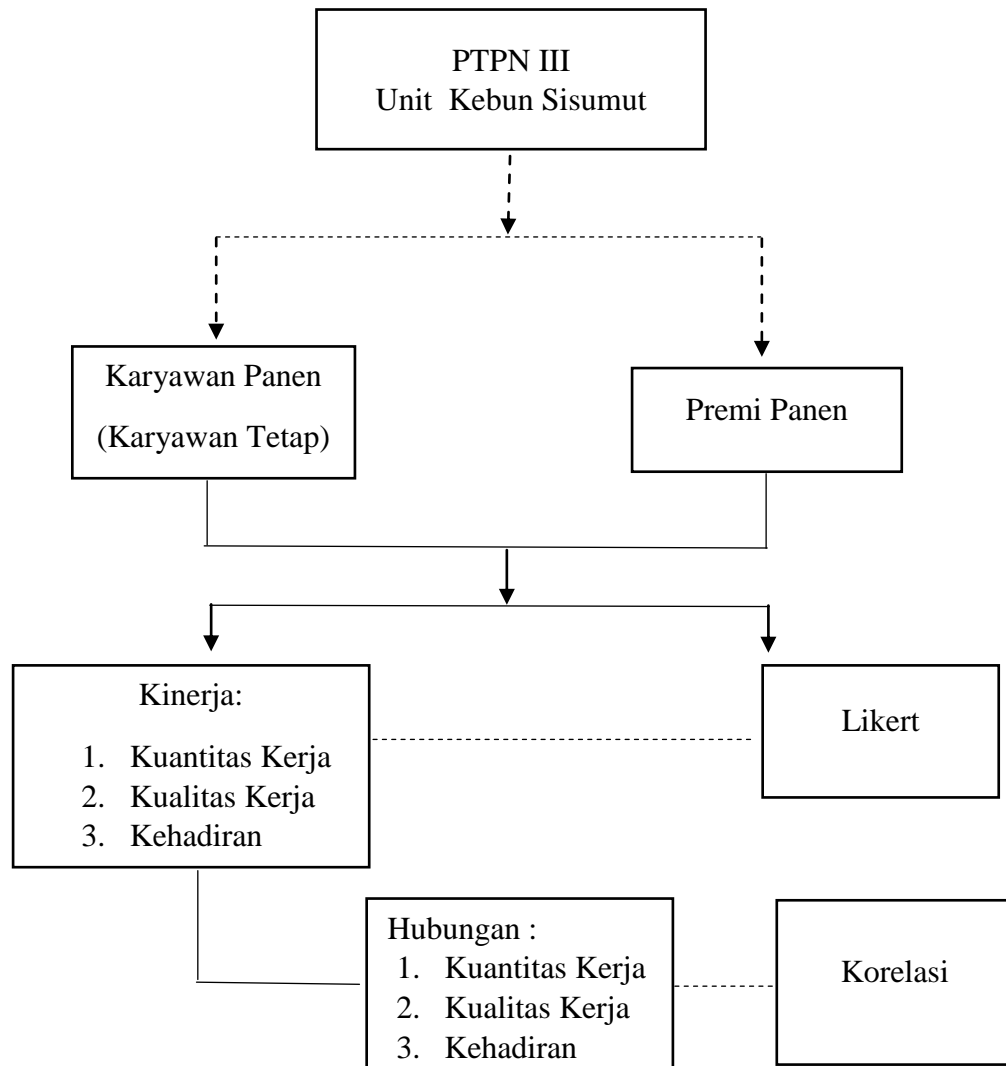 PTPN III
Unit Kebun Sisumut
Karyawan Panen
(Karyawan Tetap)
Premi Panen
Kinerja:
1. Kuantitas Kerja
2. Kualitas Kerja
3. Kehadiran
Likert
Hubungan :
1. Kuantitas Kerja
2. Kualitas Kerja
3. Kehadiran
Korelasi